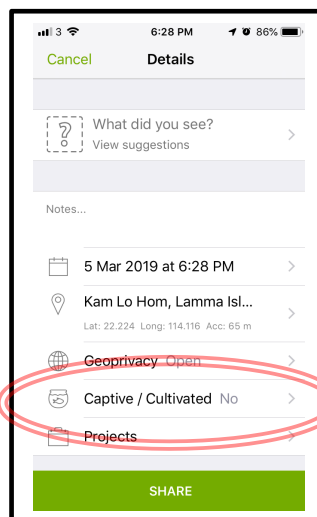 3 6:28 PM 86%
Cancel Details
What did you see?
View suggestions
Notes...
5 Mar 2019 at 6:28 PM
Kam Lo Hom, Lamma Isl...
Lat: 22.224 Long: 114.116 Acc: 65 m
Geoprivacy Open
Captive / Cultivated No
Projects
SHARE